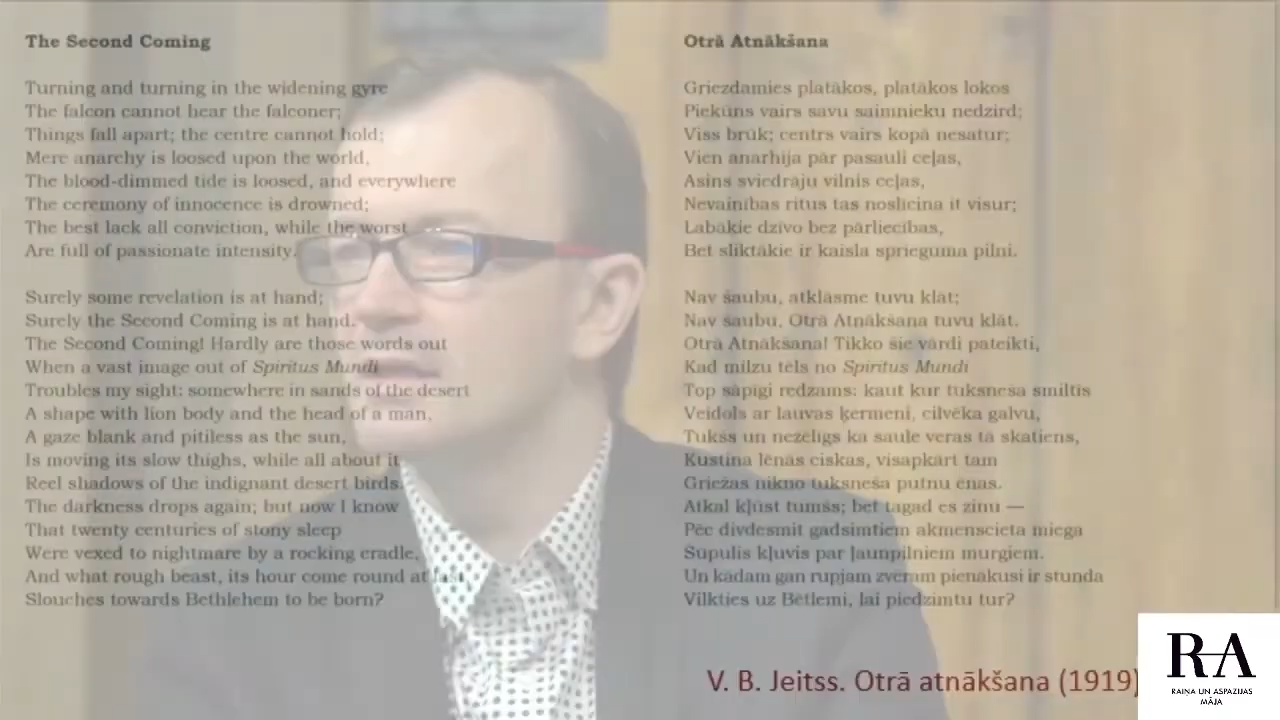 The Second Coming
Turning and turning in the widening gyre
The falcon cannot hear the falconer;
Things fall apart; the centre cannot hold;
Mere anarchy is loosed upon the world,
The blood-dimmed tide is loosed, and everywhere
The ceremony of innocence is drowned;
The best lack all conviction, while the worst
Are full of passionate intensity.
Surely some revelation is at hand;
Surely the Second Coming is at hand.
The Second Coming! Hardly are those words out
When a vast image out of Spiritus Mundi
Troubles my sight: somewhere in sands of the desert
A shape with lion body and the head of a man,
A gaze blank and pitiless as the sun,
Is moving its slow thighs, while all about it
Reel shadows of the indignant desert birds.
The darkness drops again; but now I know
That twenty centuries of stony sleep
Were vexed to nightmare by a rocking cradle,
And what rough beast, its hour come round at last,
Slouches towards Bethlehem to be born?
Otrā Atnākšana
Griezdamies platākos, platākos lokos
Piekūns vairs savu saimnieku nedzird;
Viss brūk; centrs vairs kopā nesatur;
Vien anarhija pār pasauli ceļas,
Asins sviedrāju vilnis ceļas,
Nevainības ritus tas noslīcina it visur;
Labākie dzīvo bez pārliecības,
Bet sliktākie ir kaisla sprieguma pilni.
Nav šaubu, atklāsme tuvu klāt;
Nav šaubu, Otrā Atnākšana tuvu klāt.
Otrā Atnākšana! Tikko šie vārdi pateikti,
Kad milzu tēls no Spiritus Mundi
Top sāpīgi redzams: kaut kur tuksneša smiltīs
Veidols ar lauvas ķermeni, cilvēka galvu,
Tukšs un nežēlīgs kā saule veras tā skatiens,
Kustina lēnās ciskas, visapkārt tam
Griežas nikno tuksneša putnu ēnas.
Atkal kļūst tumšs; bet tagad es zinu —
Pēc divdesmit gadsimtiem akmenscieta miega
Šūpulis kļuvis par ļaunpilniem murgiem.
Un kādam gan rupjam zvēram pienākusi ir stunda
Vilkties uz Bētlemi, lai piedzimtu tur?
V. B. Jeitss. Otrā atnākšana (1919)
RA
RAIŅA UN ASPAZIJAS
MĀJA